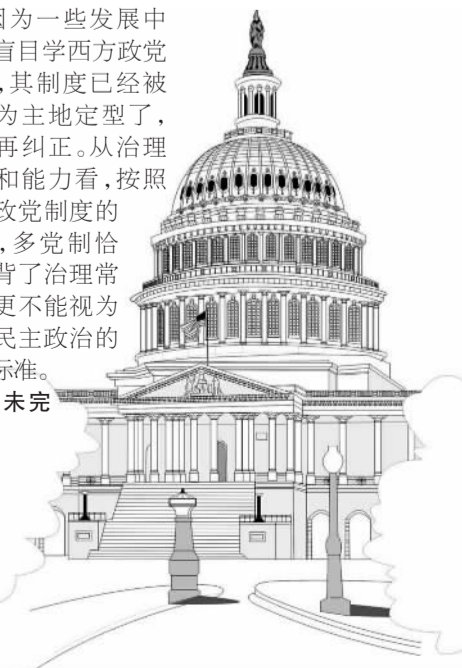 因为一些发展中
盲目学西方政党
,其制度已经被
为主地定型了,
再纠正。从治理
和能力看,按照
政党制度的
,多党制恰
背了治理常
更不能视为
民主政治的
标准。
未完